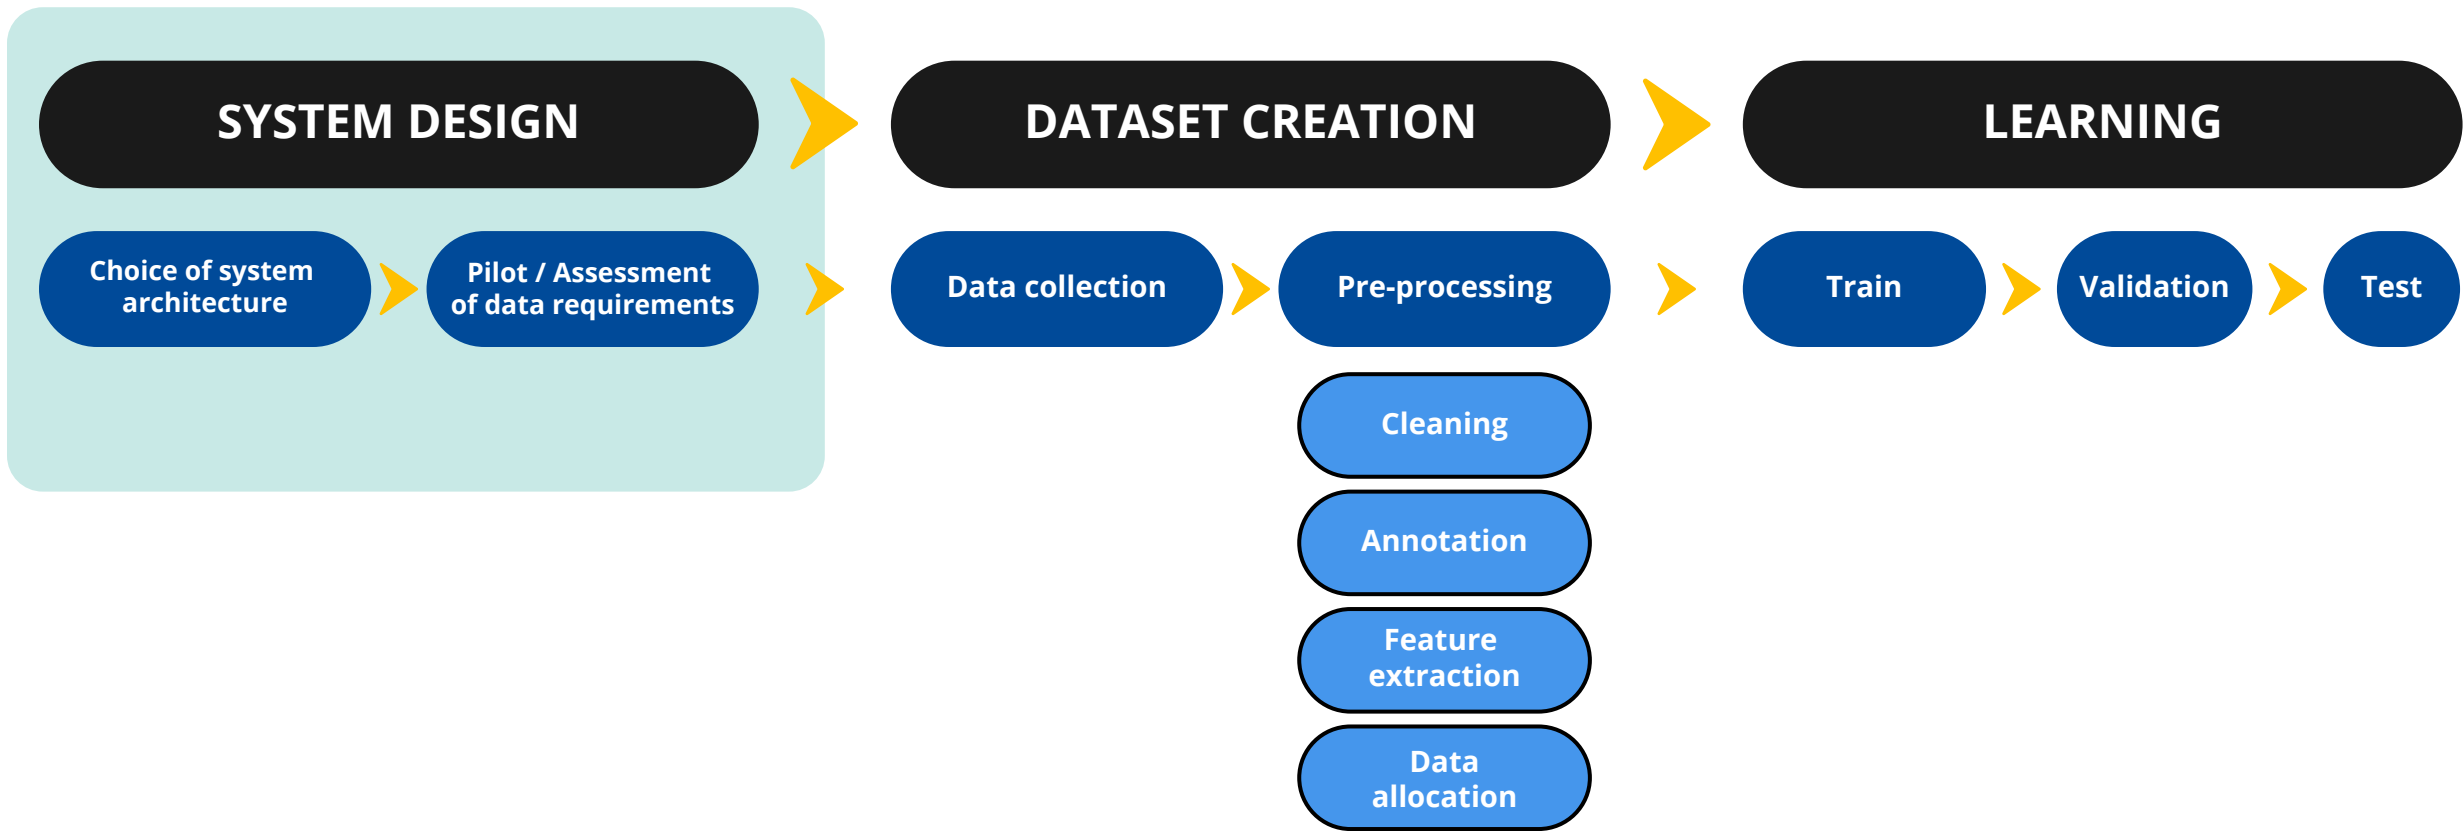 SYSTEM DESIGN
DATASET CREATION
LEARNING
Choice of system
architecture
Pilot / Assessment
of data requirements
Data collection
Pre-processing
Train
Validation
Test
Cleaning
Annotation
Feature
extraction
Data
allocation